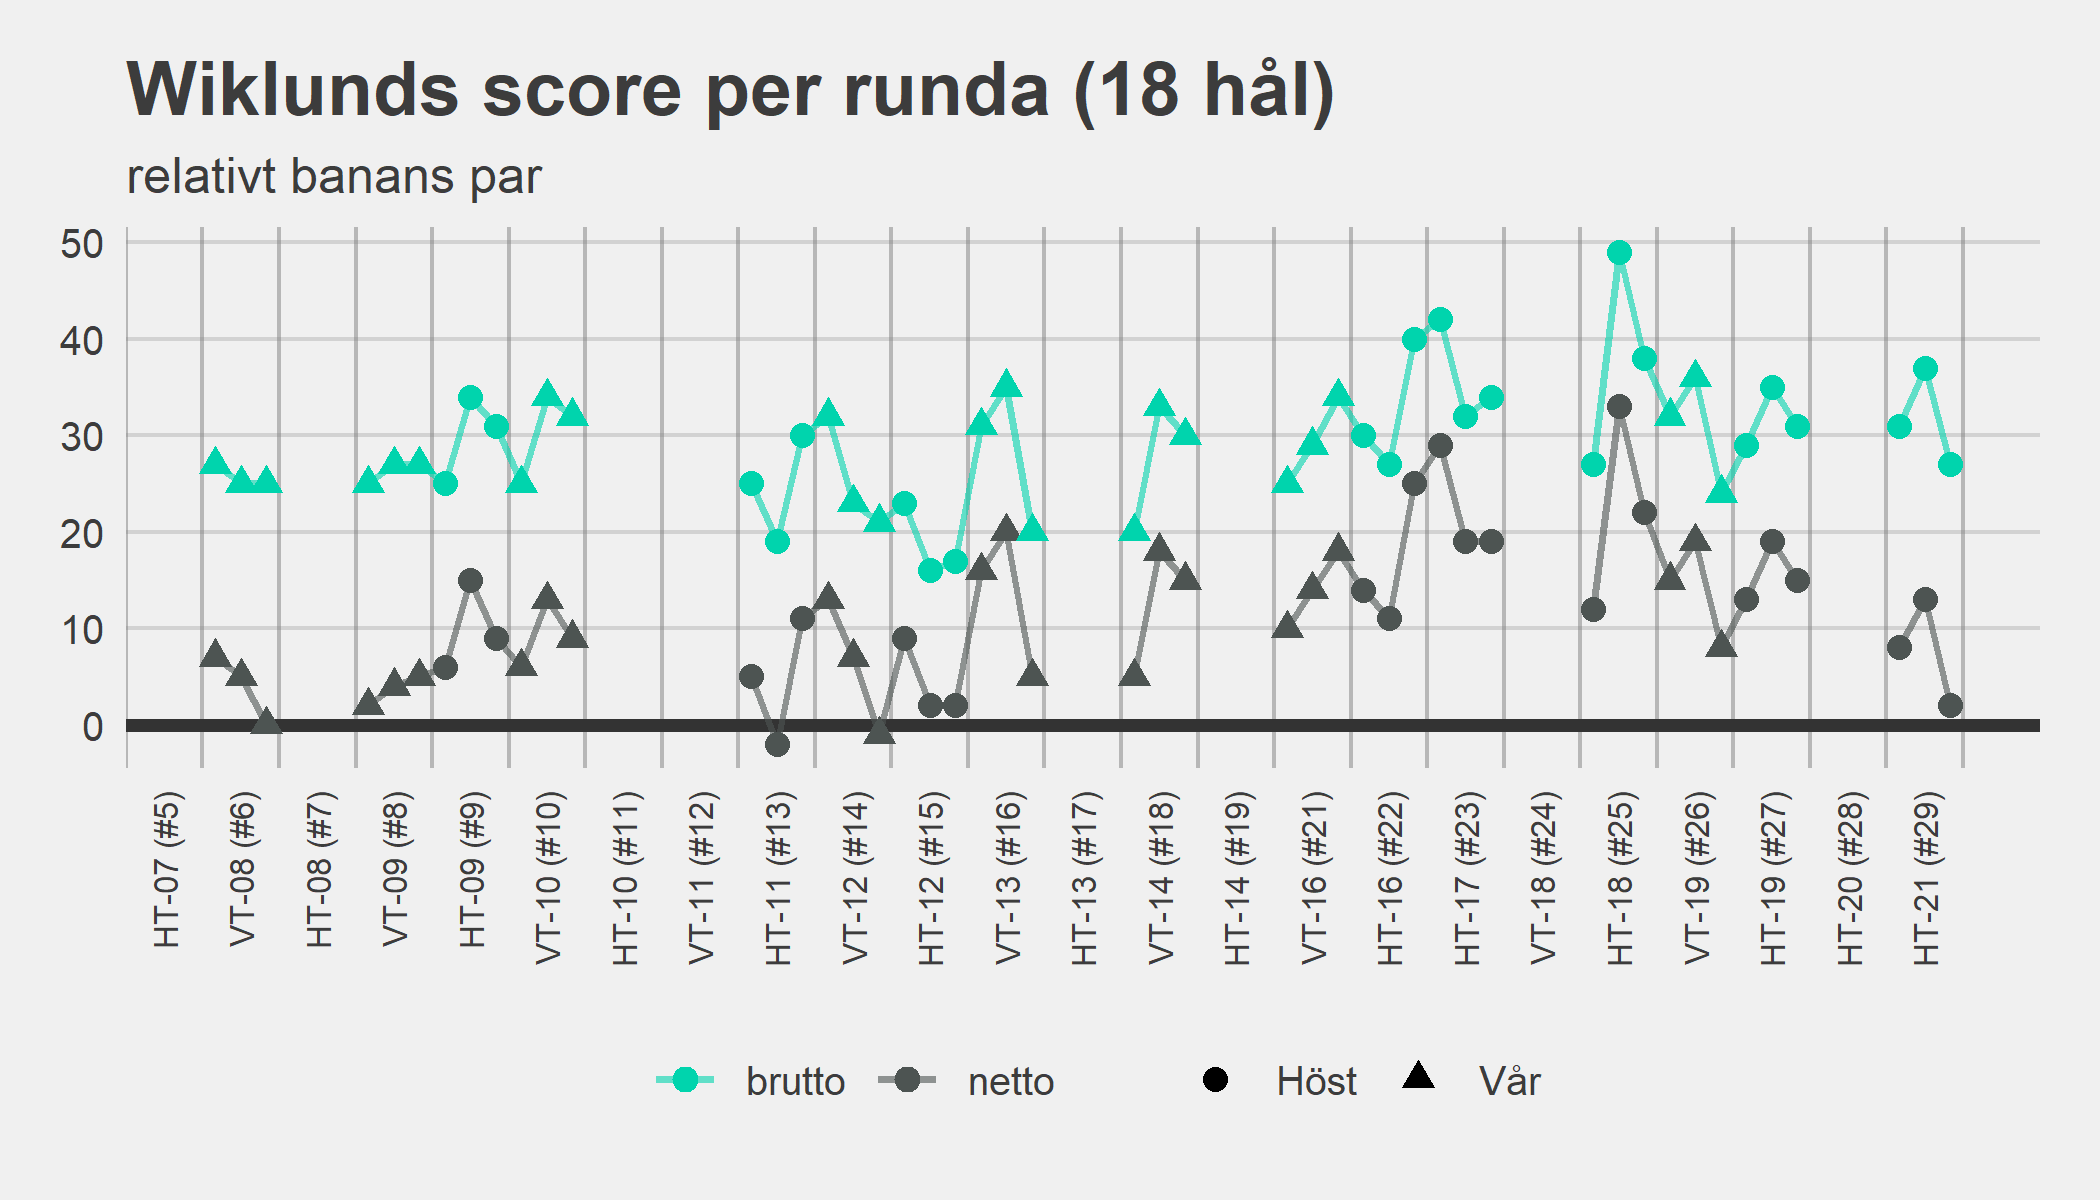 Wiklunds score per runda (18 hål)
relativt banans par
50
40
30
20
10
0
HT-07 (#5)
VT-08 (#6)
HT-08 (#7)
VT-09 (#8)
HT-09 (#9)
VT-10 (#10)
HT-10 (#11)
VT-11 (#12)
HT-11 (#13)
VT-12 (#14)
HT-12 (#15)
VT-13 (#16)
HT-13 (#17)
VT-14 (#18)
HT-14 (#19)
VT-16 (#21)
HT-16 (#22)
HT-17 (#23)
VT-18 (#24)
HT-18 (#25)
VT-19 (#26)
HT-19 (#27)
HT-20 (#28)
HT-21 (#29)
brutto netto Höst Vår